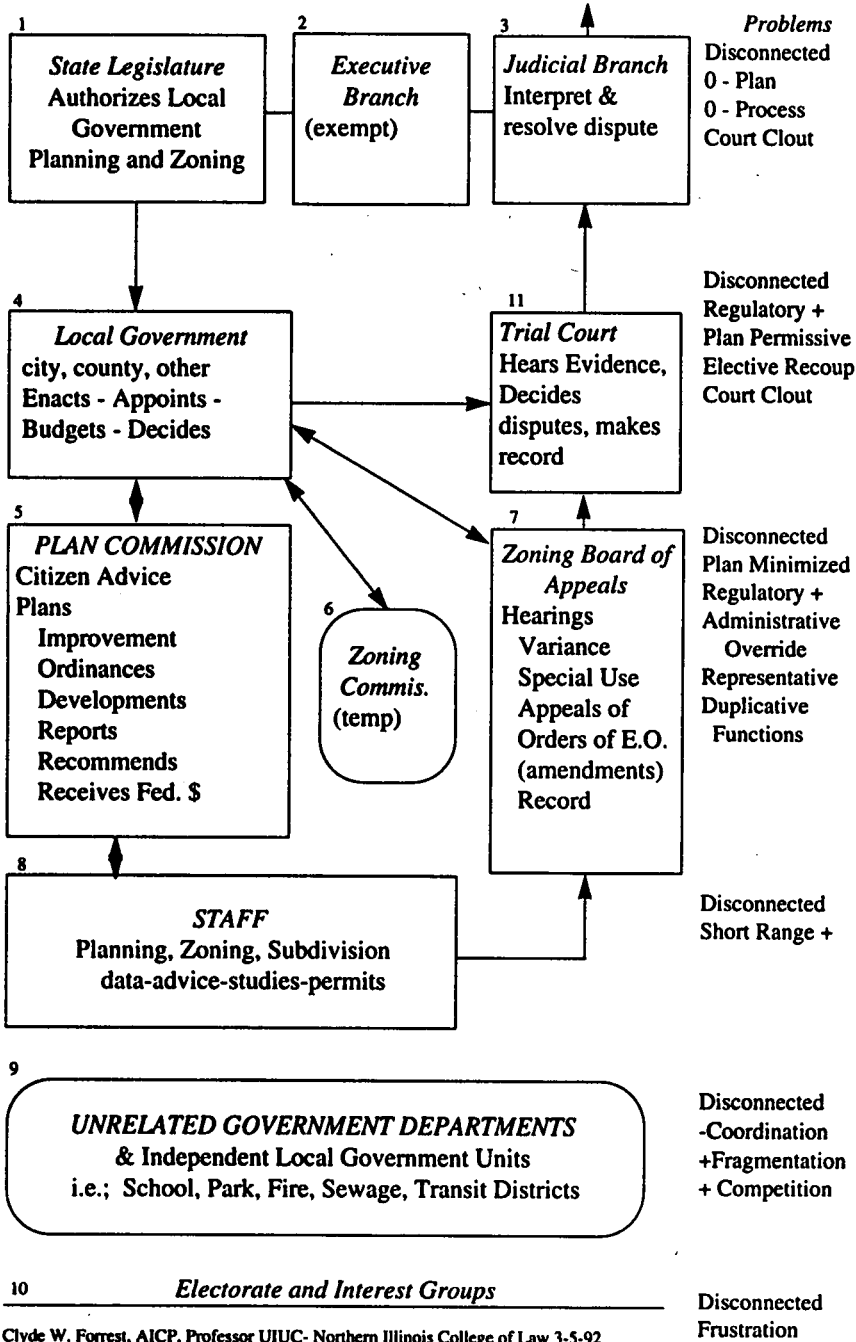 1
State Legislature
Authorizes Local
Government
Planning and Zoning
2
Executive
Branch
(exempt)
3
Judicial Branch
Interpret &
resolve dispute
Problems
Disconnected
0 - Plan
0 - Process
Court Clout
4
Local Government
city, county, other
Enacts - Appoints -
Budgets - Decides
11
Trial Court
Hears Evidence,
Decides
disputes, makes
record
Disconnected
Regulatory +
Plan Permissive
Elective Recoup
Court Clout
5
PLAN COMMISSION
Citizen Advice
Plans
Improvement
Ordinances
Developments
Reports
Recommends
Receives Fed. $
6
Zoning
Commis.
(temp)
7
Zoning Board of
Appeals
Hearings
Variance
Special Use
Appeals of
Orders of E.O.
(amendments)
Record
Disconnected
Plan Minimized
Regulatory +
Administrative
Override
Representative
Duplicative
Functions
8
STAFF
Planning, Zoning, Subdivision
data-advice-studies-permits
Disconnected
Short Range +
9
UNRELATED GOVERNMENT DEPARTMENTS
& Independent Local Government Units
i.e.; School, Park, Fire, Sewage, Transit Districts
Disconnected
-Coordination
+Fragmentation
+ Competition
10
Electorate and Interest Groups
Disconnected
Frustration
Clyde W. Forrest, AICP, Professor UIUC- Northern Illinois College of Law 3-5-92